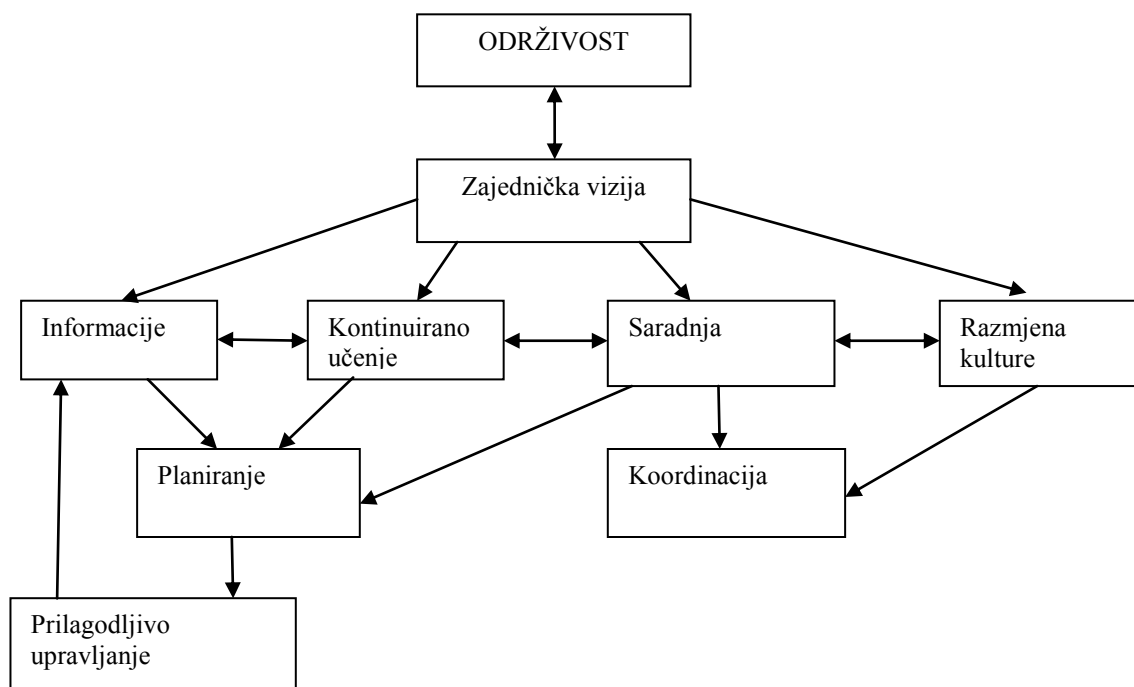 ODRŽIVOST
Zajednička vizija
Informacije
Kontinuirano
učenje
Saradnja
Razmjena
kulture
Planiranje
Koordinacija
Prilagodljivo
upravljanje